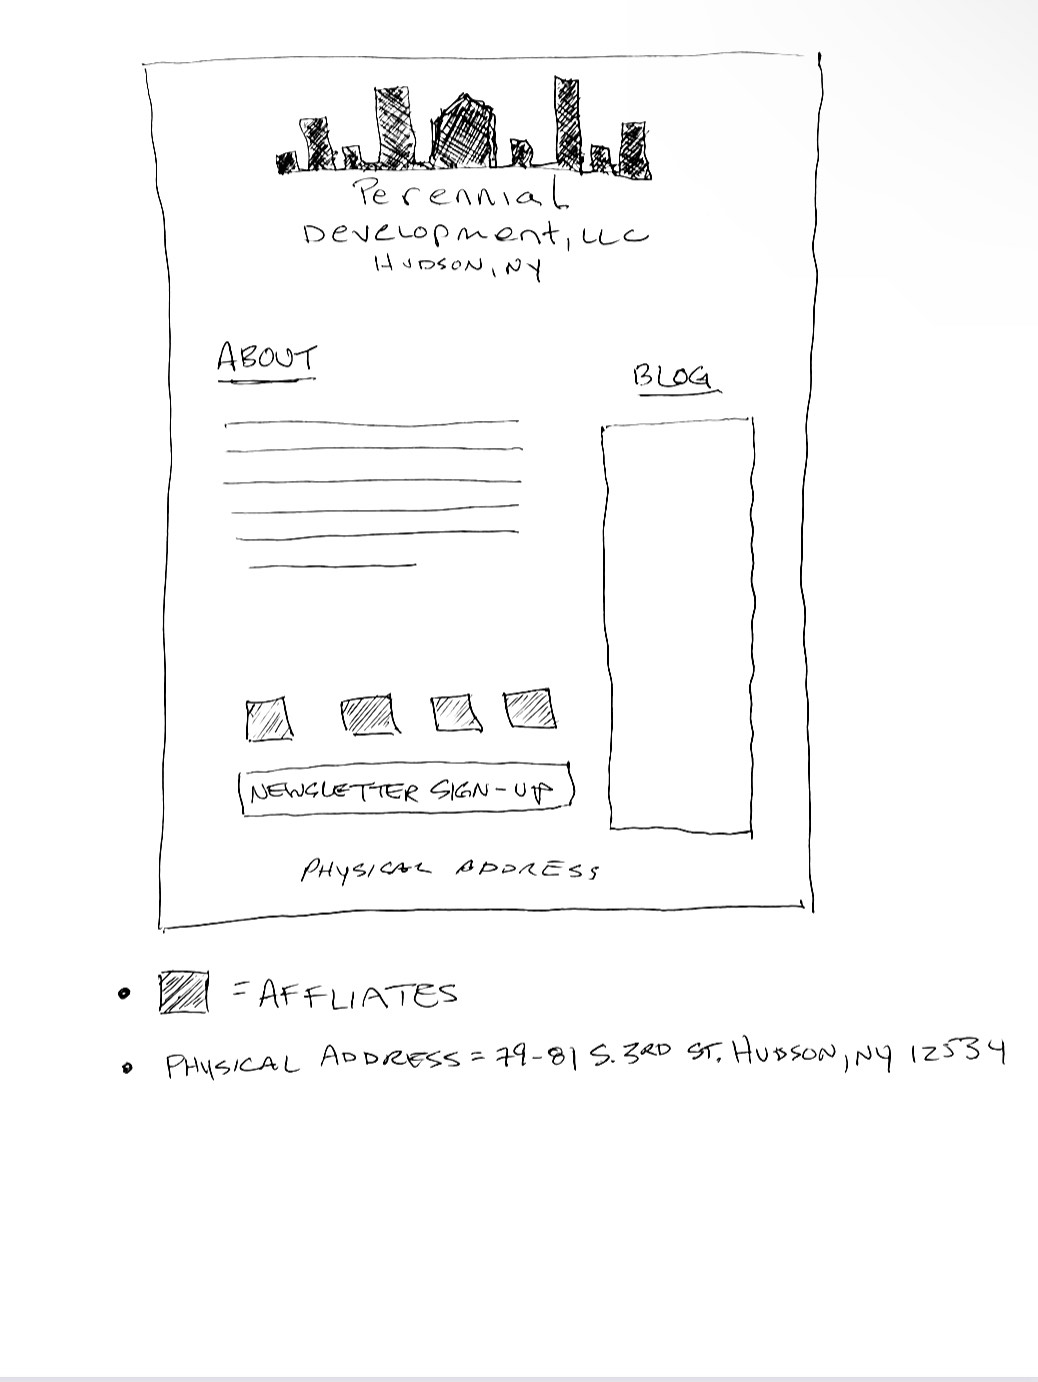 Perennial
Development, LLC
HUDSON, NY
ABOUT
BLOG
NEWSLETTER SIGN-UP
PHYSICAL ADDRESS
= AFFLIATES
PHYSICAL ADDRESS = 79-81 S. 3RD ST. HUDSON, NY 12534